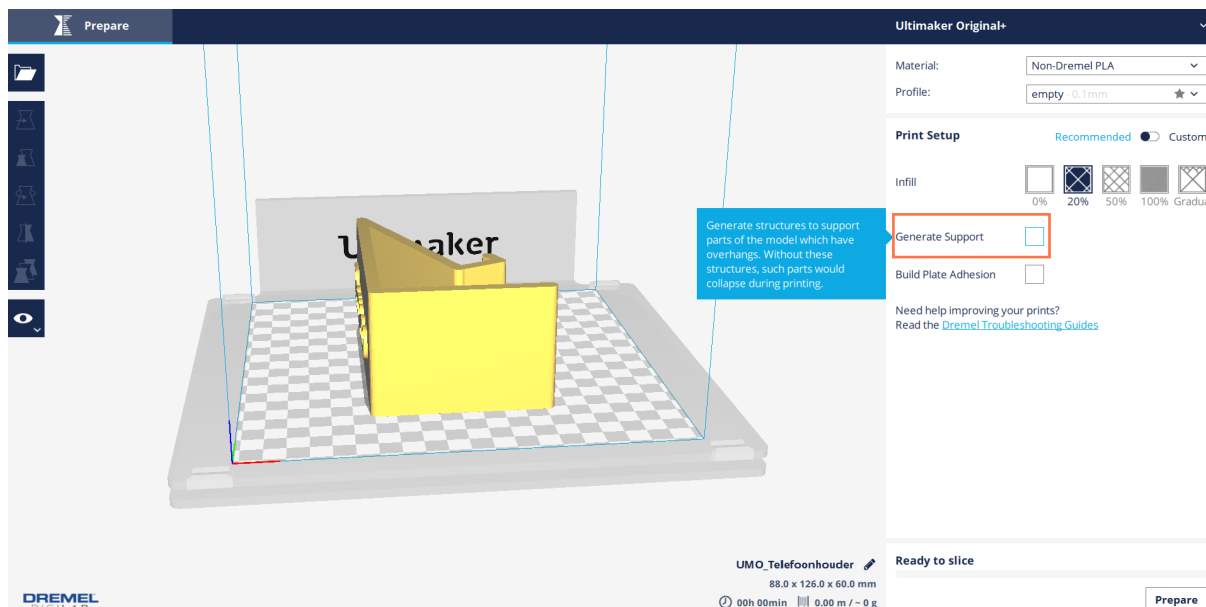 Prepare
Ultimaker Original+
Material:
Non-Dremel PLA
Profile:
empty - 0.1mm
Print Setup
Recommended
Custom
Infill
0%
20%
50%
100%
Gradua
aker
Generate structures to support
parts of the model which have
overhangs. Without these
structures, such parts would
collapse during printing.
Generate Support
Build Plate Adhesion
Need help improving your prints?
Read the Dremel Troubleshooting Guides
UMO_Telefoonhouder
88.0 x 126.0 x 60.0 mm
00h 00min
0.00 m / ~ 0 g
Ready to slice
Prepare
DREMEL